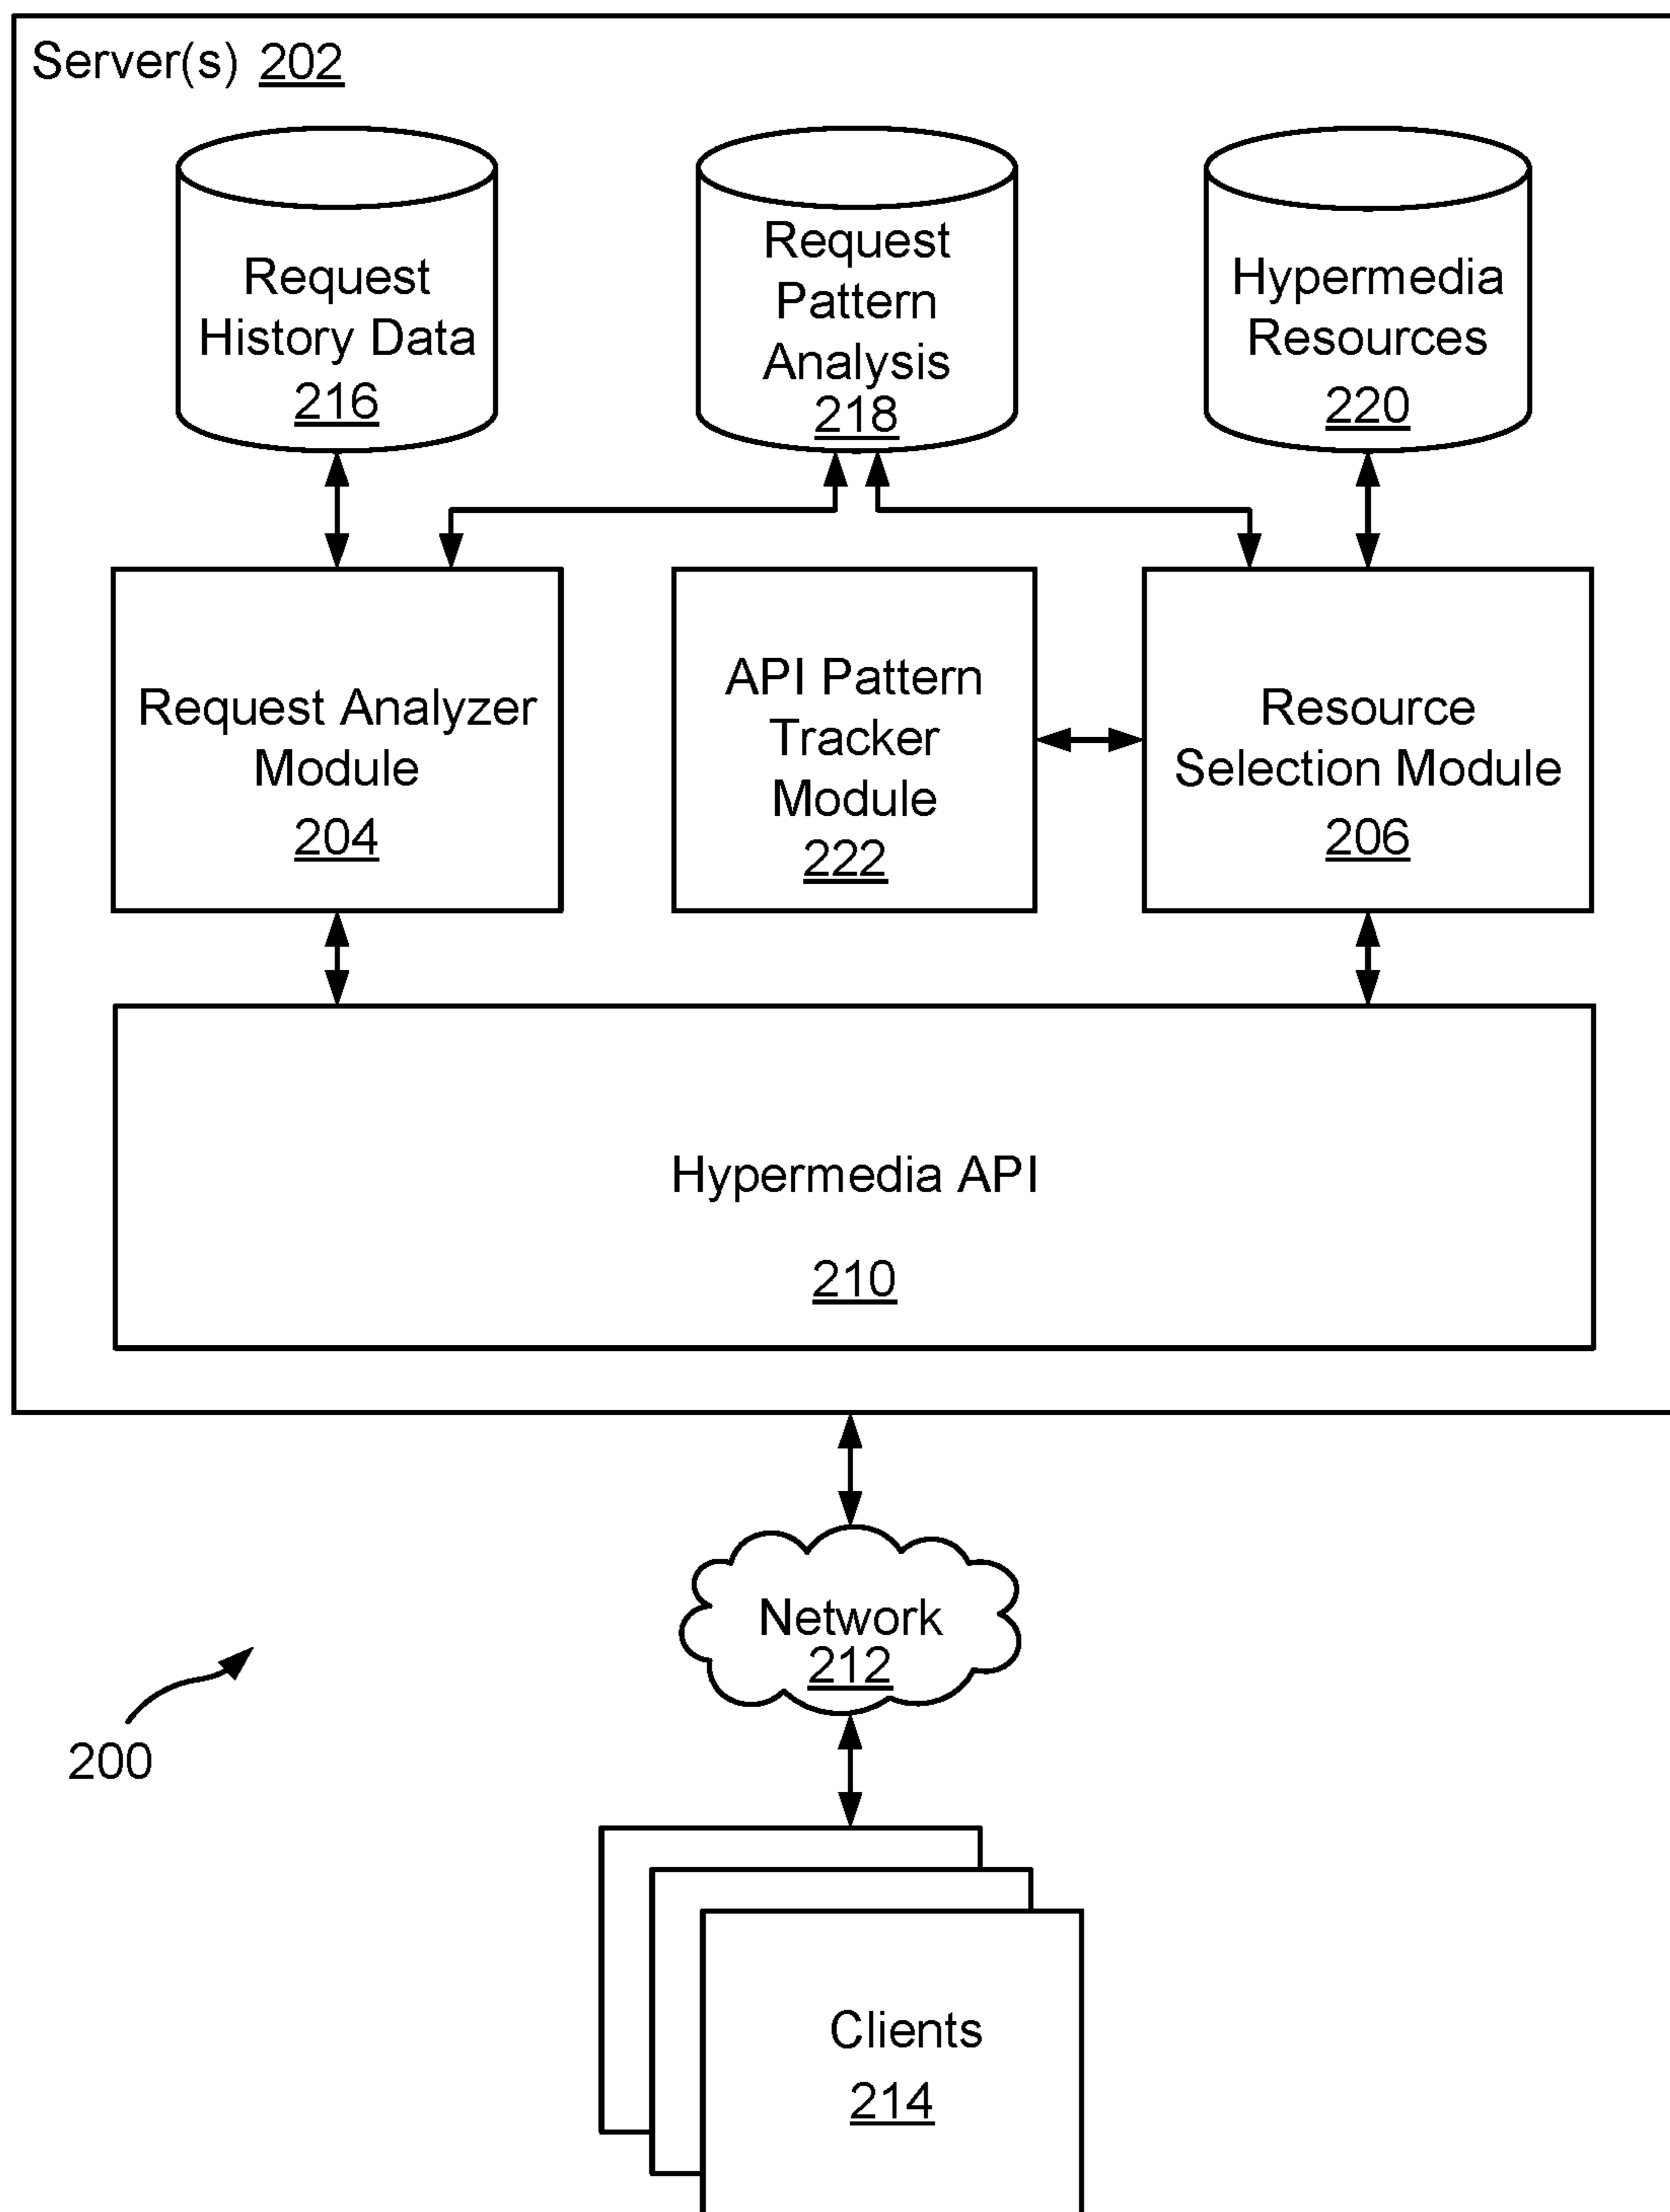 Server(s) 202
Request
History Data
216
Request
Pattern
Analysis
218
Hypermedia
Resources
220
Request Analyzer
Module
204
API Pattern
Tracker
Module
222
Resource
Selection Module
206
Hypermedia API
210
Network
212
200
Clients
214